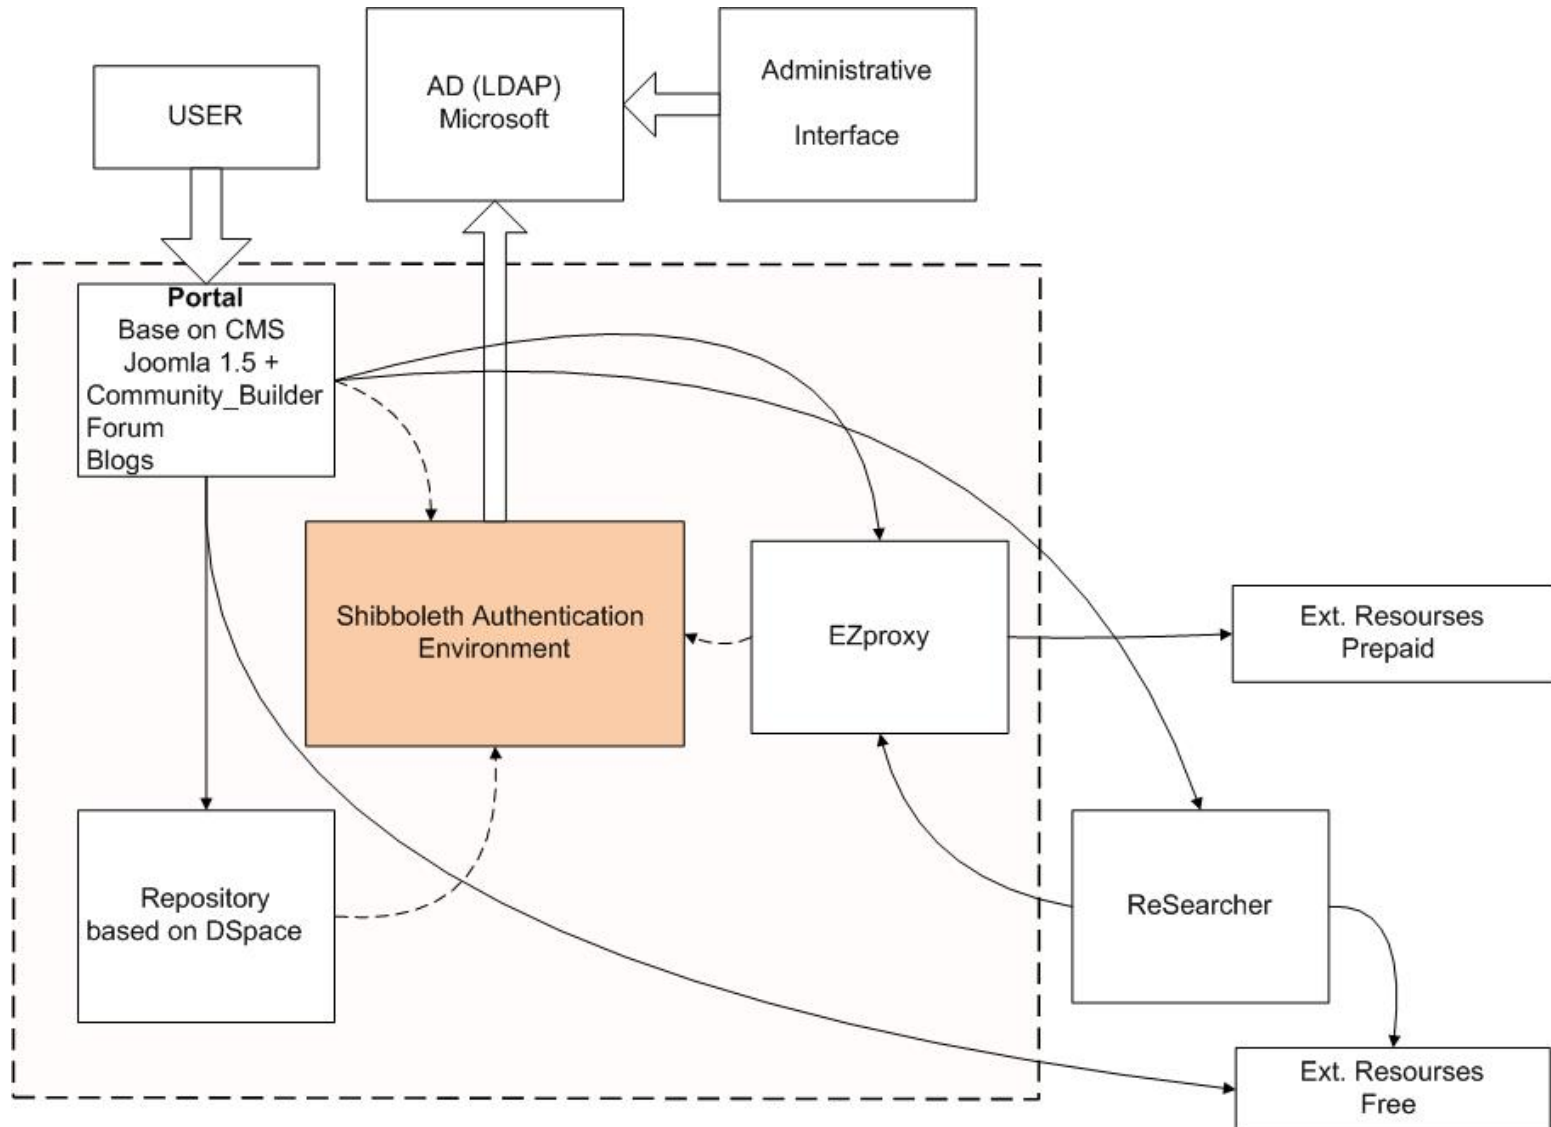 USER
AD (LDAP)
Microsoft
Administrative
Interface
Portal
Base on CMS
Joomla 1.5 +
Community_Builder
Forum
Blogs
Shibboleth Authentication
Environment
EZproxy
Ext. Resourses
Prepaid
Repository
based on DSpace
ReSearcher
Ext. Resourses
Free